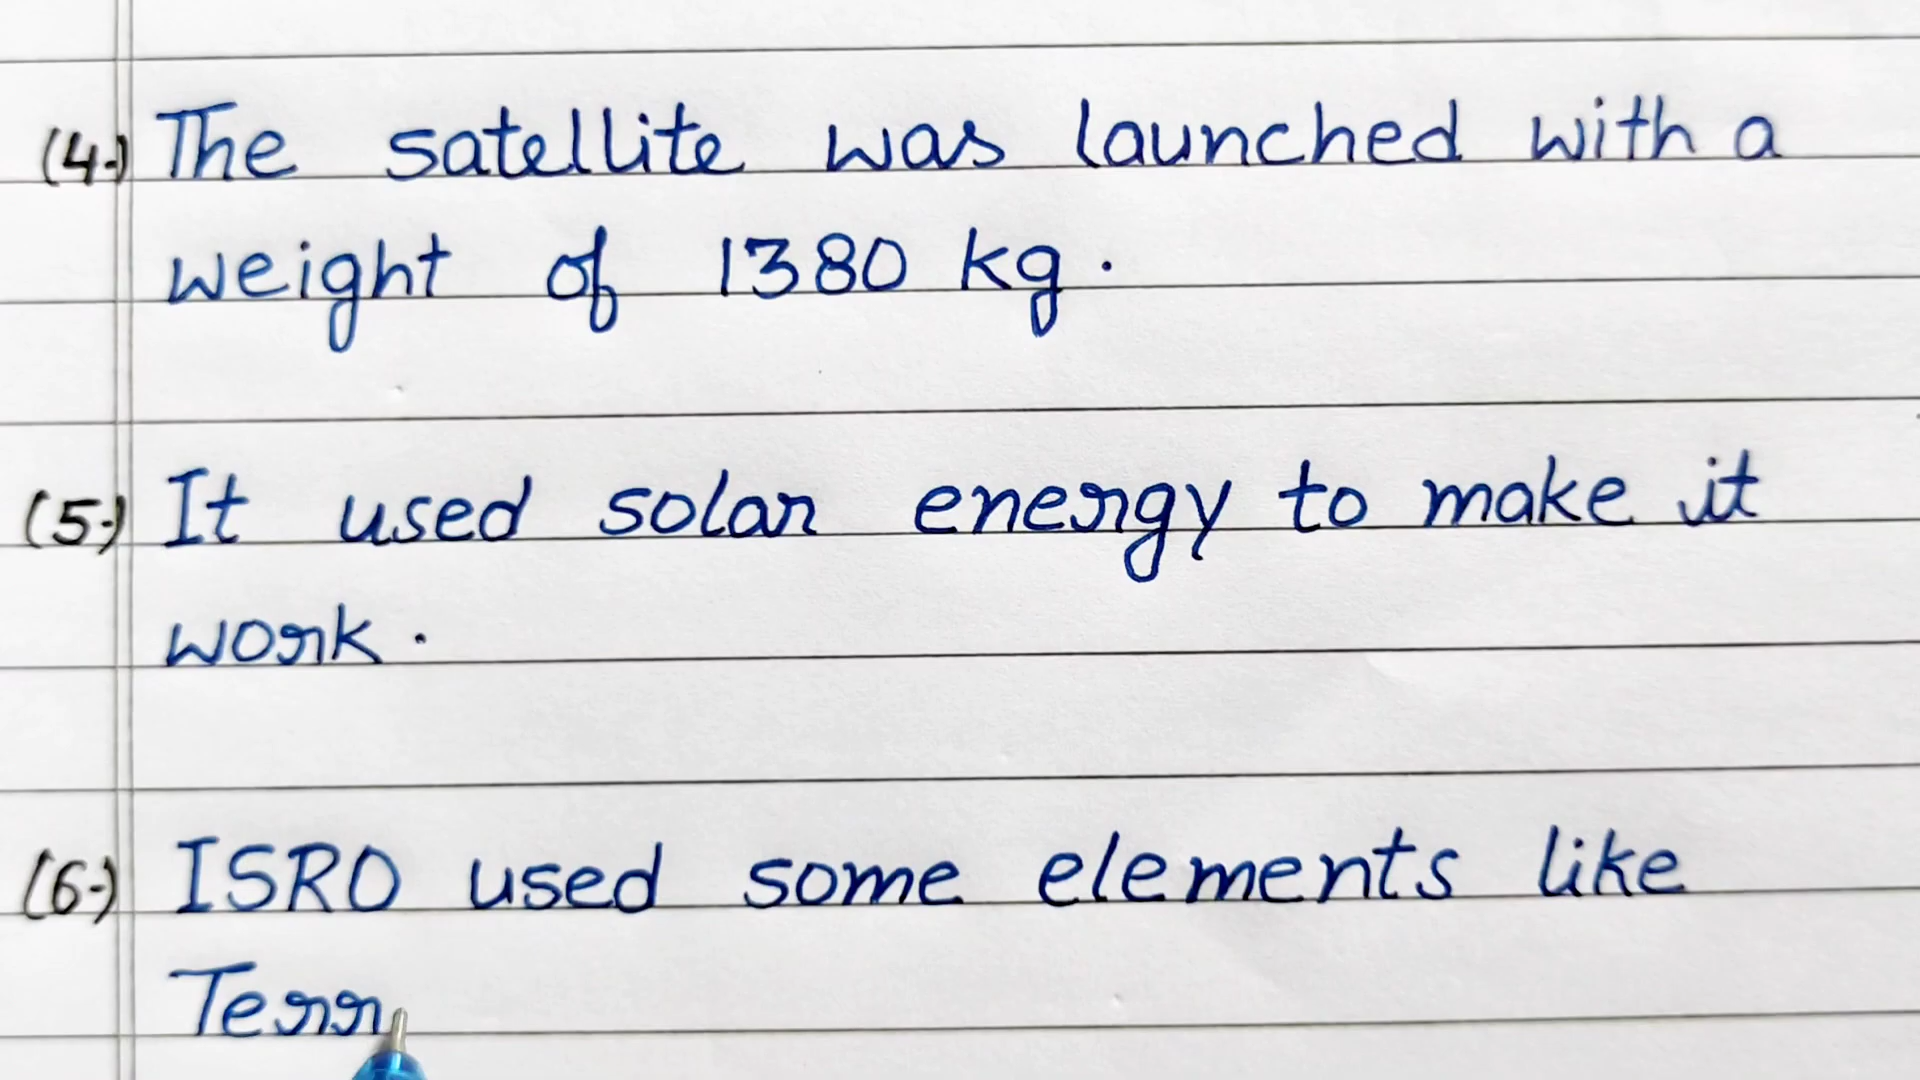 (4.) The satellite was launched with a
weight of 1380 kg.
(5.) It used solar energy to make it
work.
(6.) ISRO used some elements like
Terr